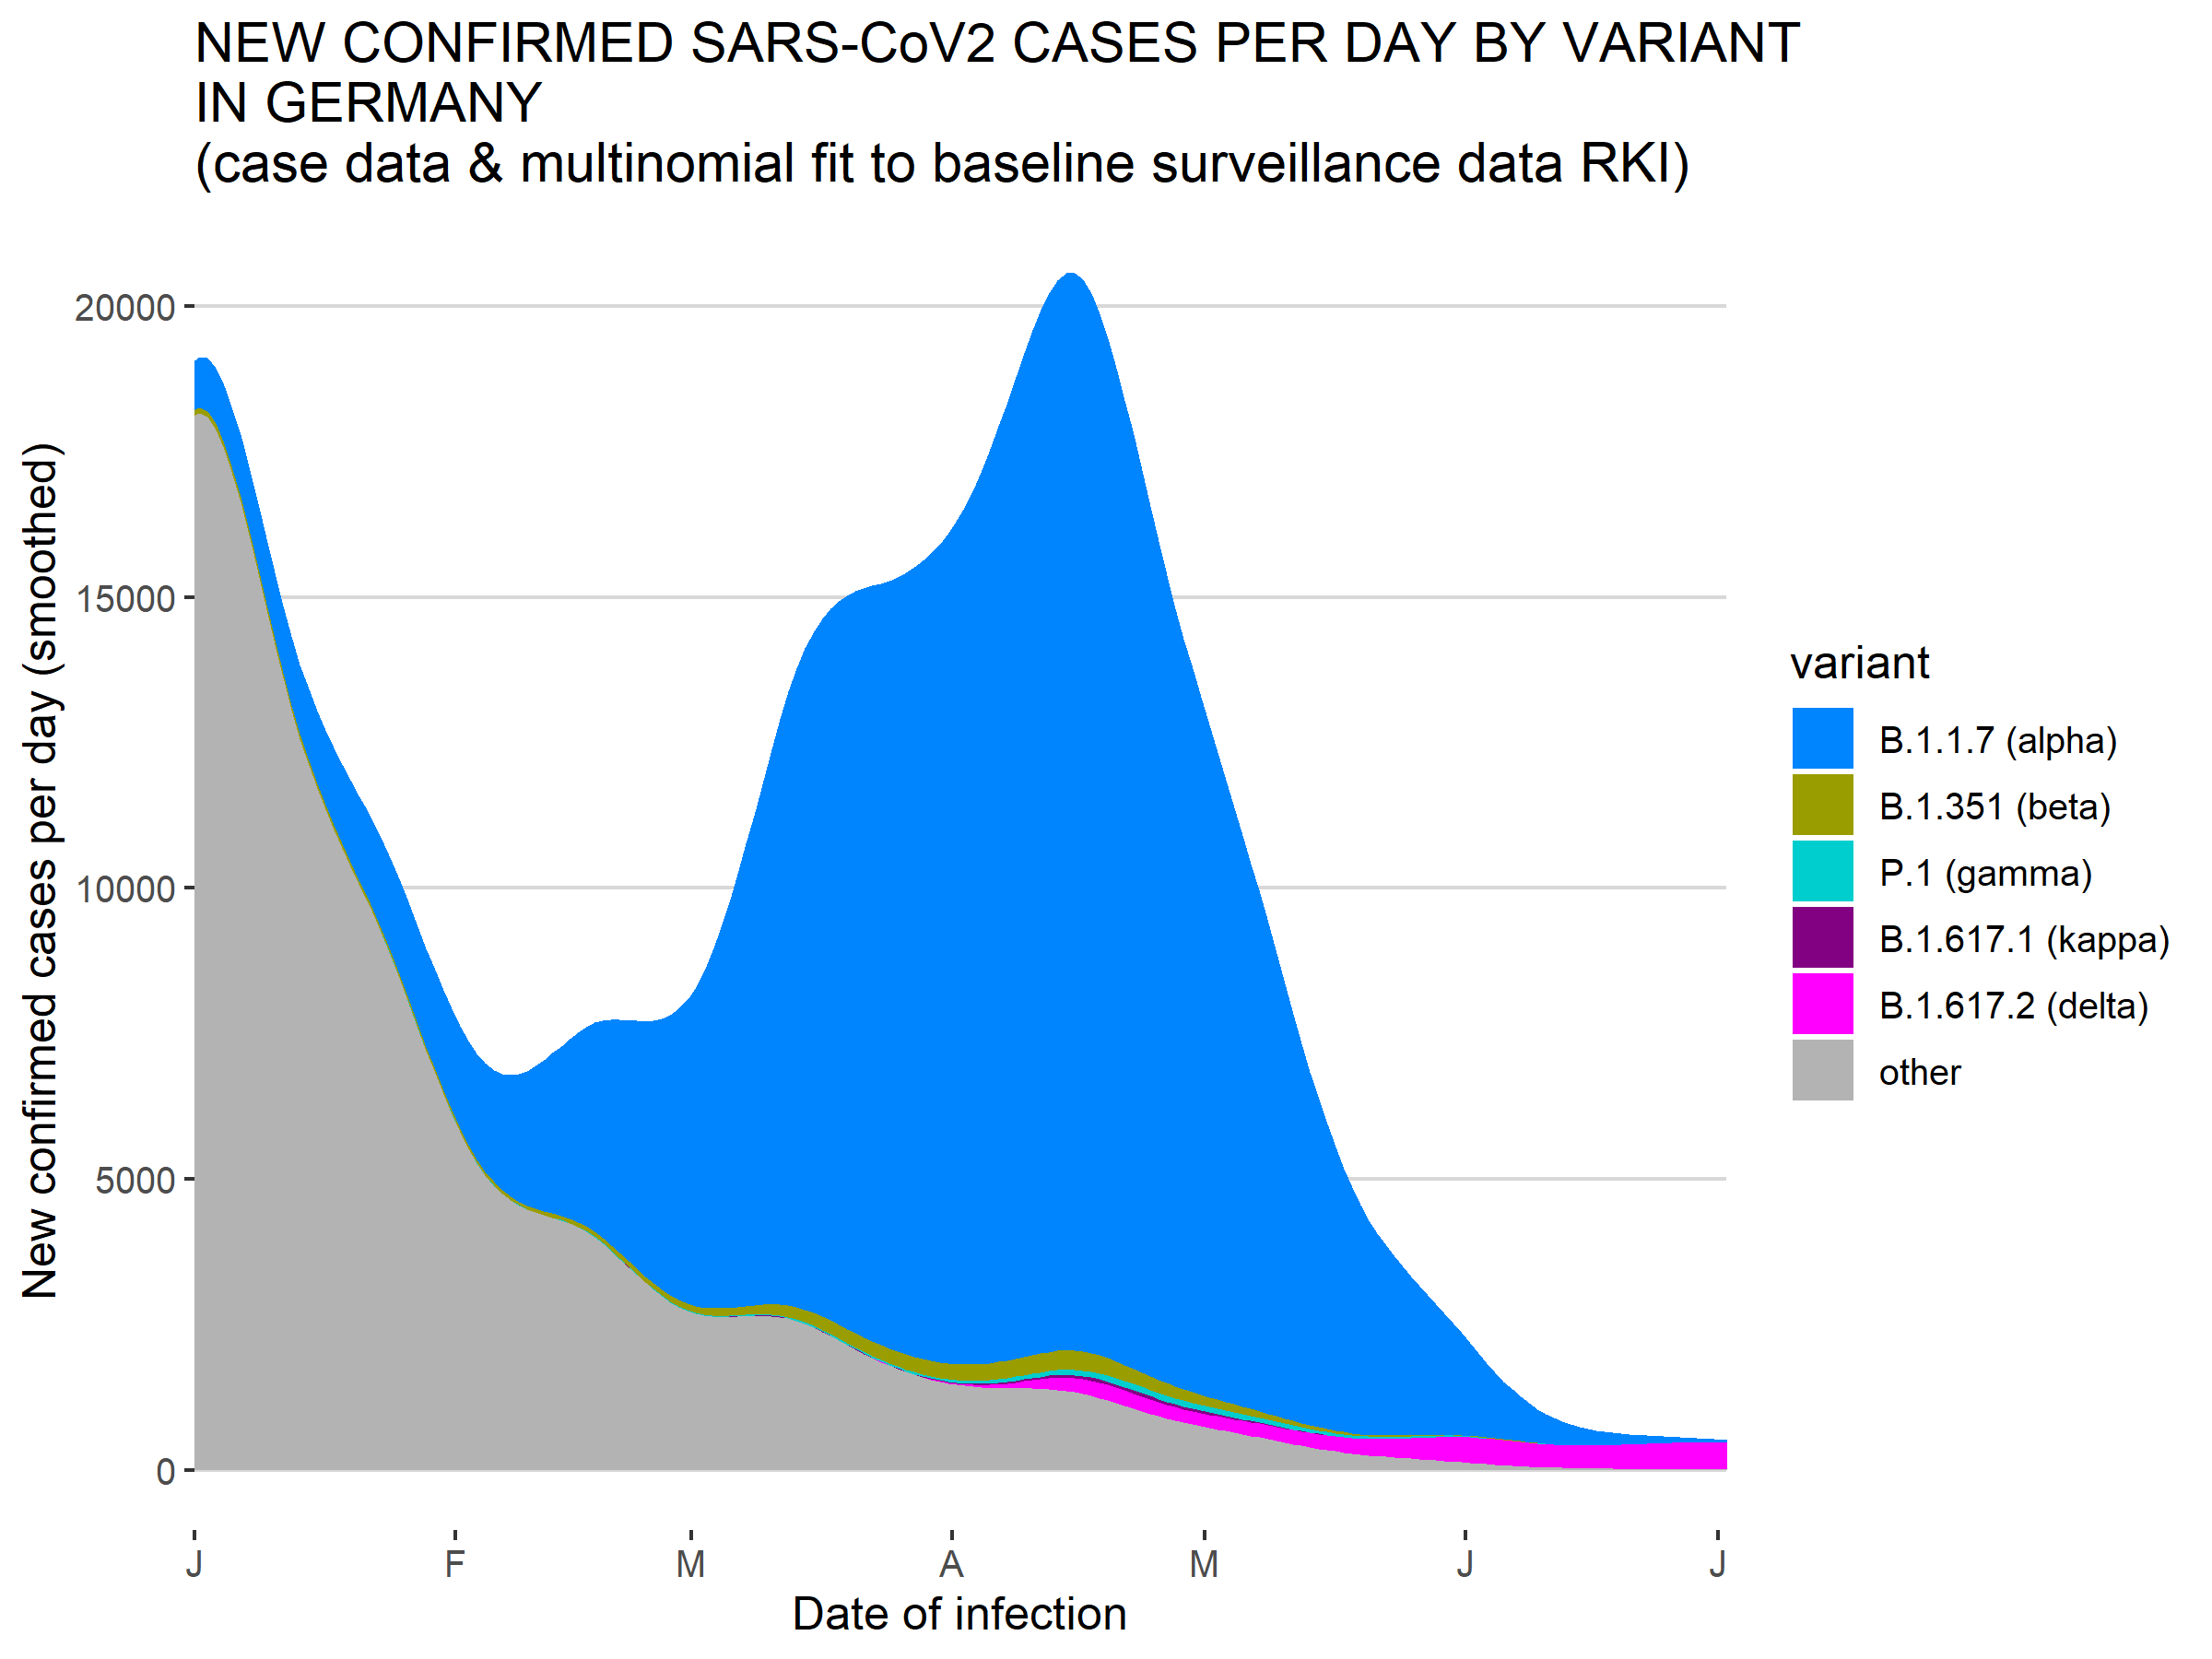 NEW CONFIRMED SARS-CoV2 CASES PER DAY BY VARIANT
IN GERMANY
(case data & multinomial fit to baseline surveillance data RKI)
New confirmed cases per day (smoothed)
20000
15000
10000
5000
0
J F M A M J J
Date of infection
variant
B.1.1.7 (alpha)
B.1.351 (beta)
P.1 (gamma)
B.1.617.1 (kappa)
B.1.617.2 (delta)
other